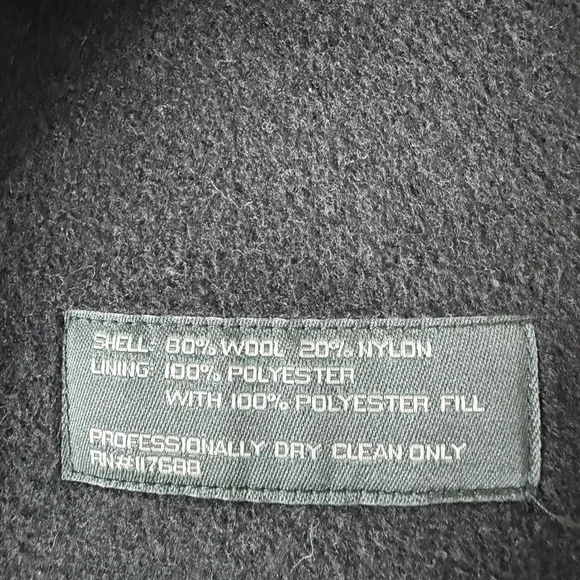 SHELL: 80% WOOL 20% NYLON
LINING: 100% POLYESTER
WITH 100% POLYESTER FILL
PROFESSIONALLY DRY CLEAN ONLY
RN#117688